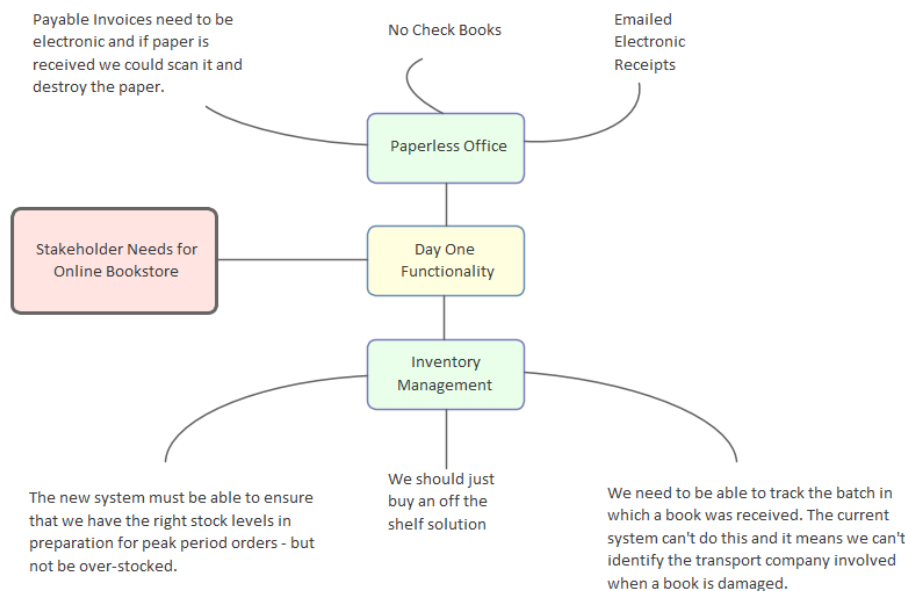 Payable Invoices need to be
electronic and if paper is
received we could scan it and
destroy the paper.
No Check Books
Emailed
Electronic
Receipts
Paperless Office
Stakeholder Needs for
Online Bookstore
Day One
Functionality
Inventory
Management
The new system must be able to ensure
that we have the right stock levels in
preparation for peak period orders - but
not be over-stocked.
We should just
buy an off the
shelf solution
We need to be able to track the batch in
which a book was received. The current
system can't do this and it means we can't
identify the transport company involved
when a book is damaged.